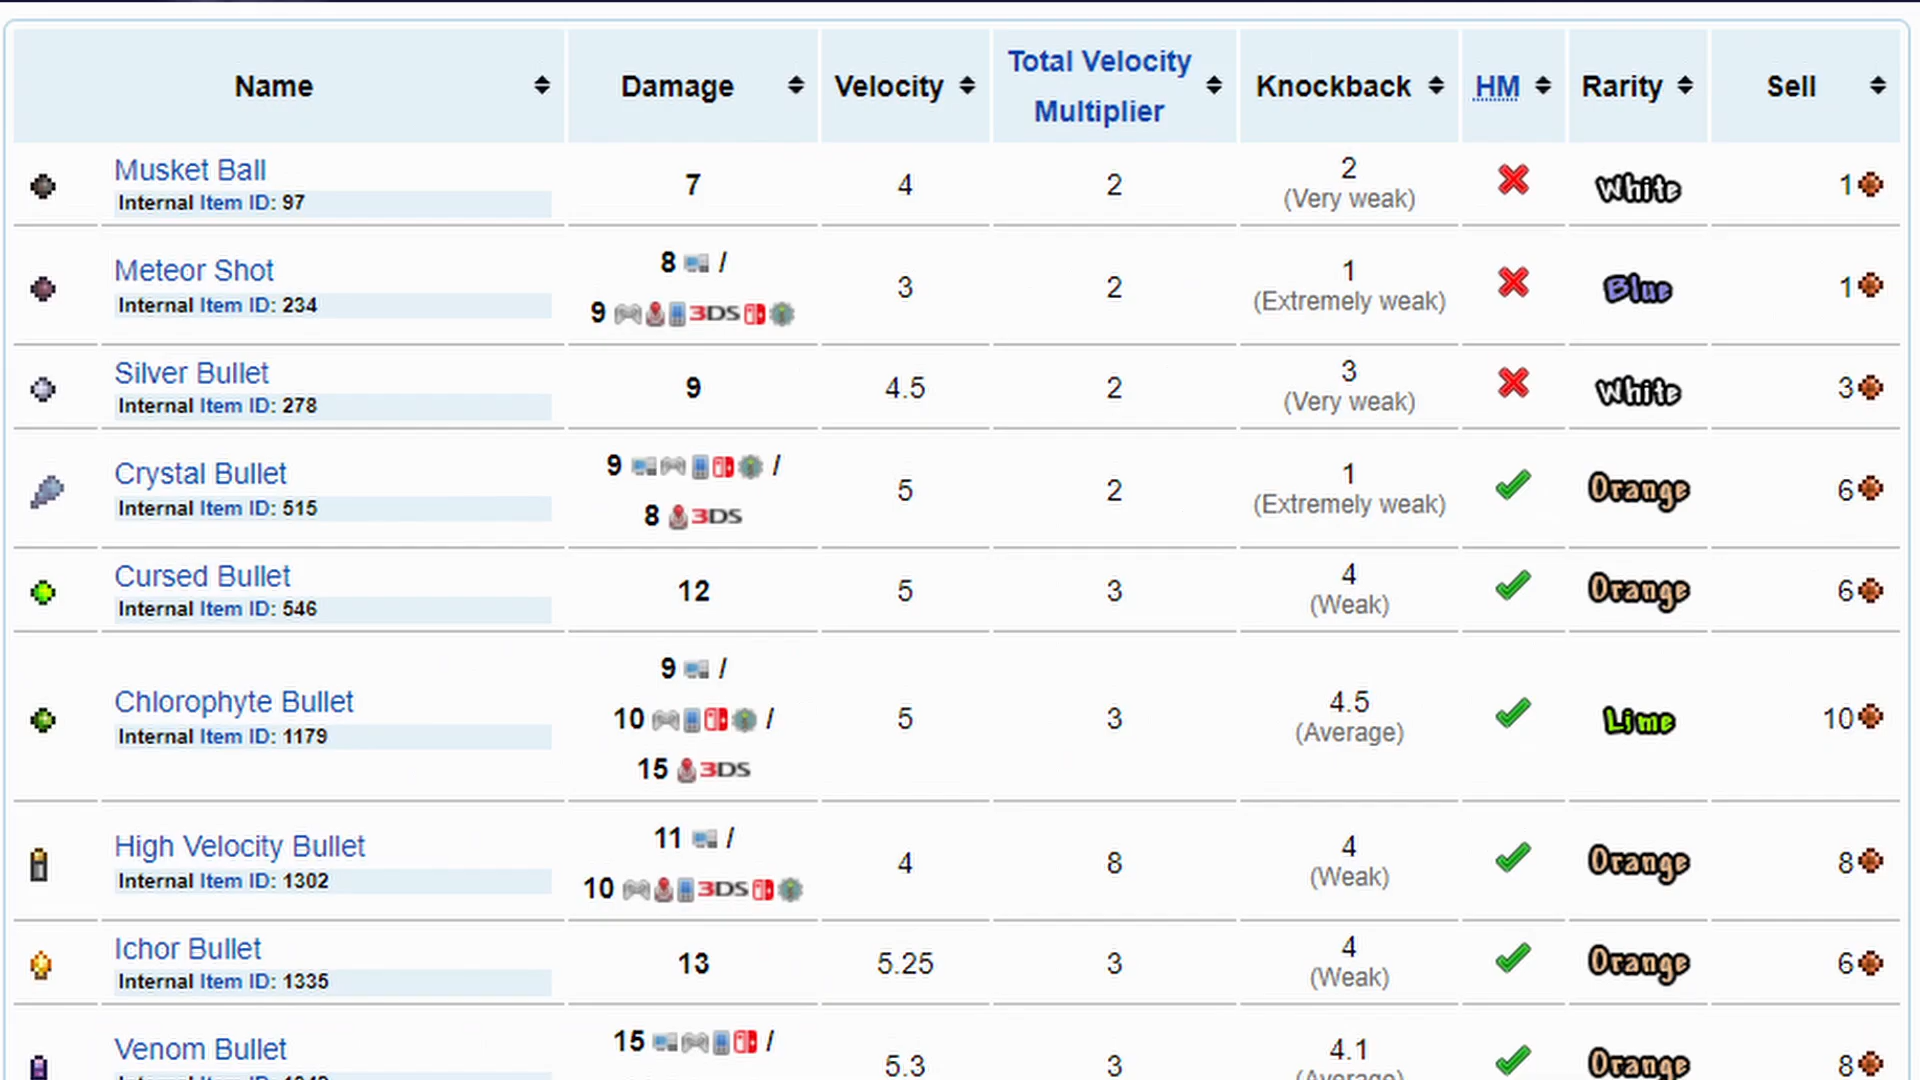 Name Damage Velocity Total Velocity Multiplier Knockback HM Rarity Sell
Musket Ball
Internal Item ID: 97
7 4 2 2 (Very weak) White 1
Meteor Shot
Internal Item ID: 234
8 / 9 3DS 3 2 1 (Extremely weak) Blue 1
Silver Bullet
Internal Item ID: 278
9 4.5 2 3 (Very weak) White 3
Crystal Bullet
Internal Item ID: 515
9 / 8 3DS 5 2 1 (Extremely weak) Orange 6
Cursed Bullet
Internal Item ID: 546
12 5 3 4 (Weak) Orange 6
Chlorophyte Bullet
Internal Item ID: 1179
9 / 10 / 15 3DS 5 3 4.5 (Average) Lime 10
High Velocity Bullet
Internal Item ID: 1302
11 / 10 3DS 4 8 4 (Weak) Orange 8
Ichor Bullet
Internal Item ID: 1335
13 5.25 3 4 (Weak) Orange 6
Venom Bullet
15 / 5.3 3 4.1 Orange 8